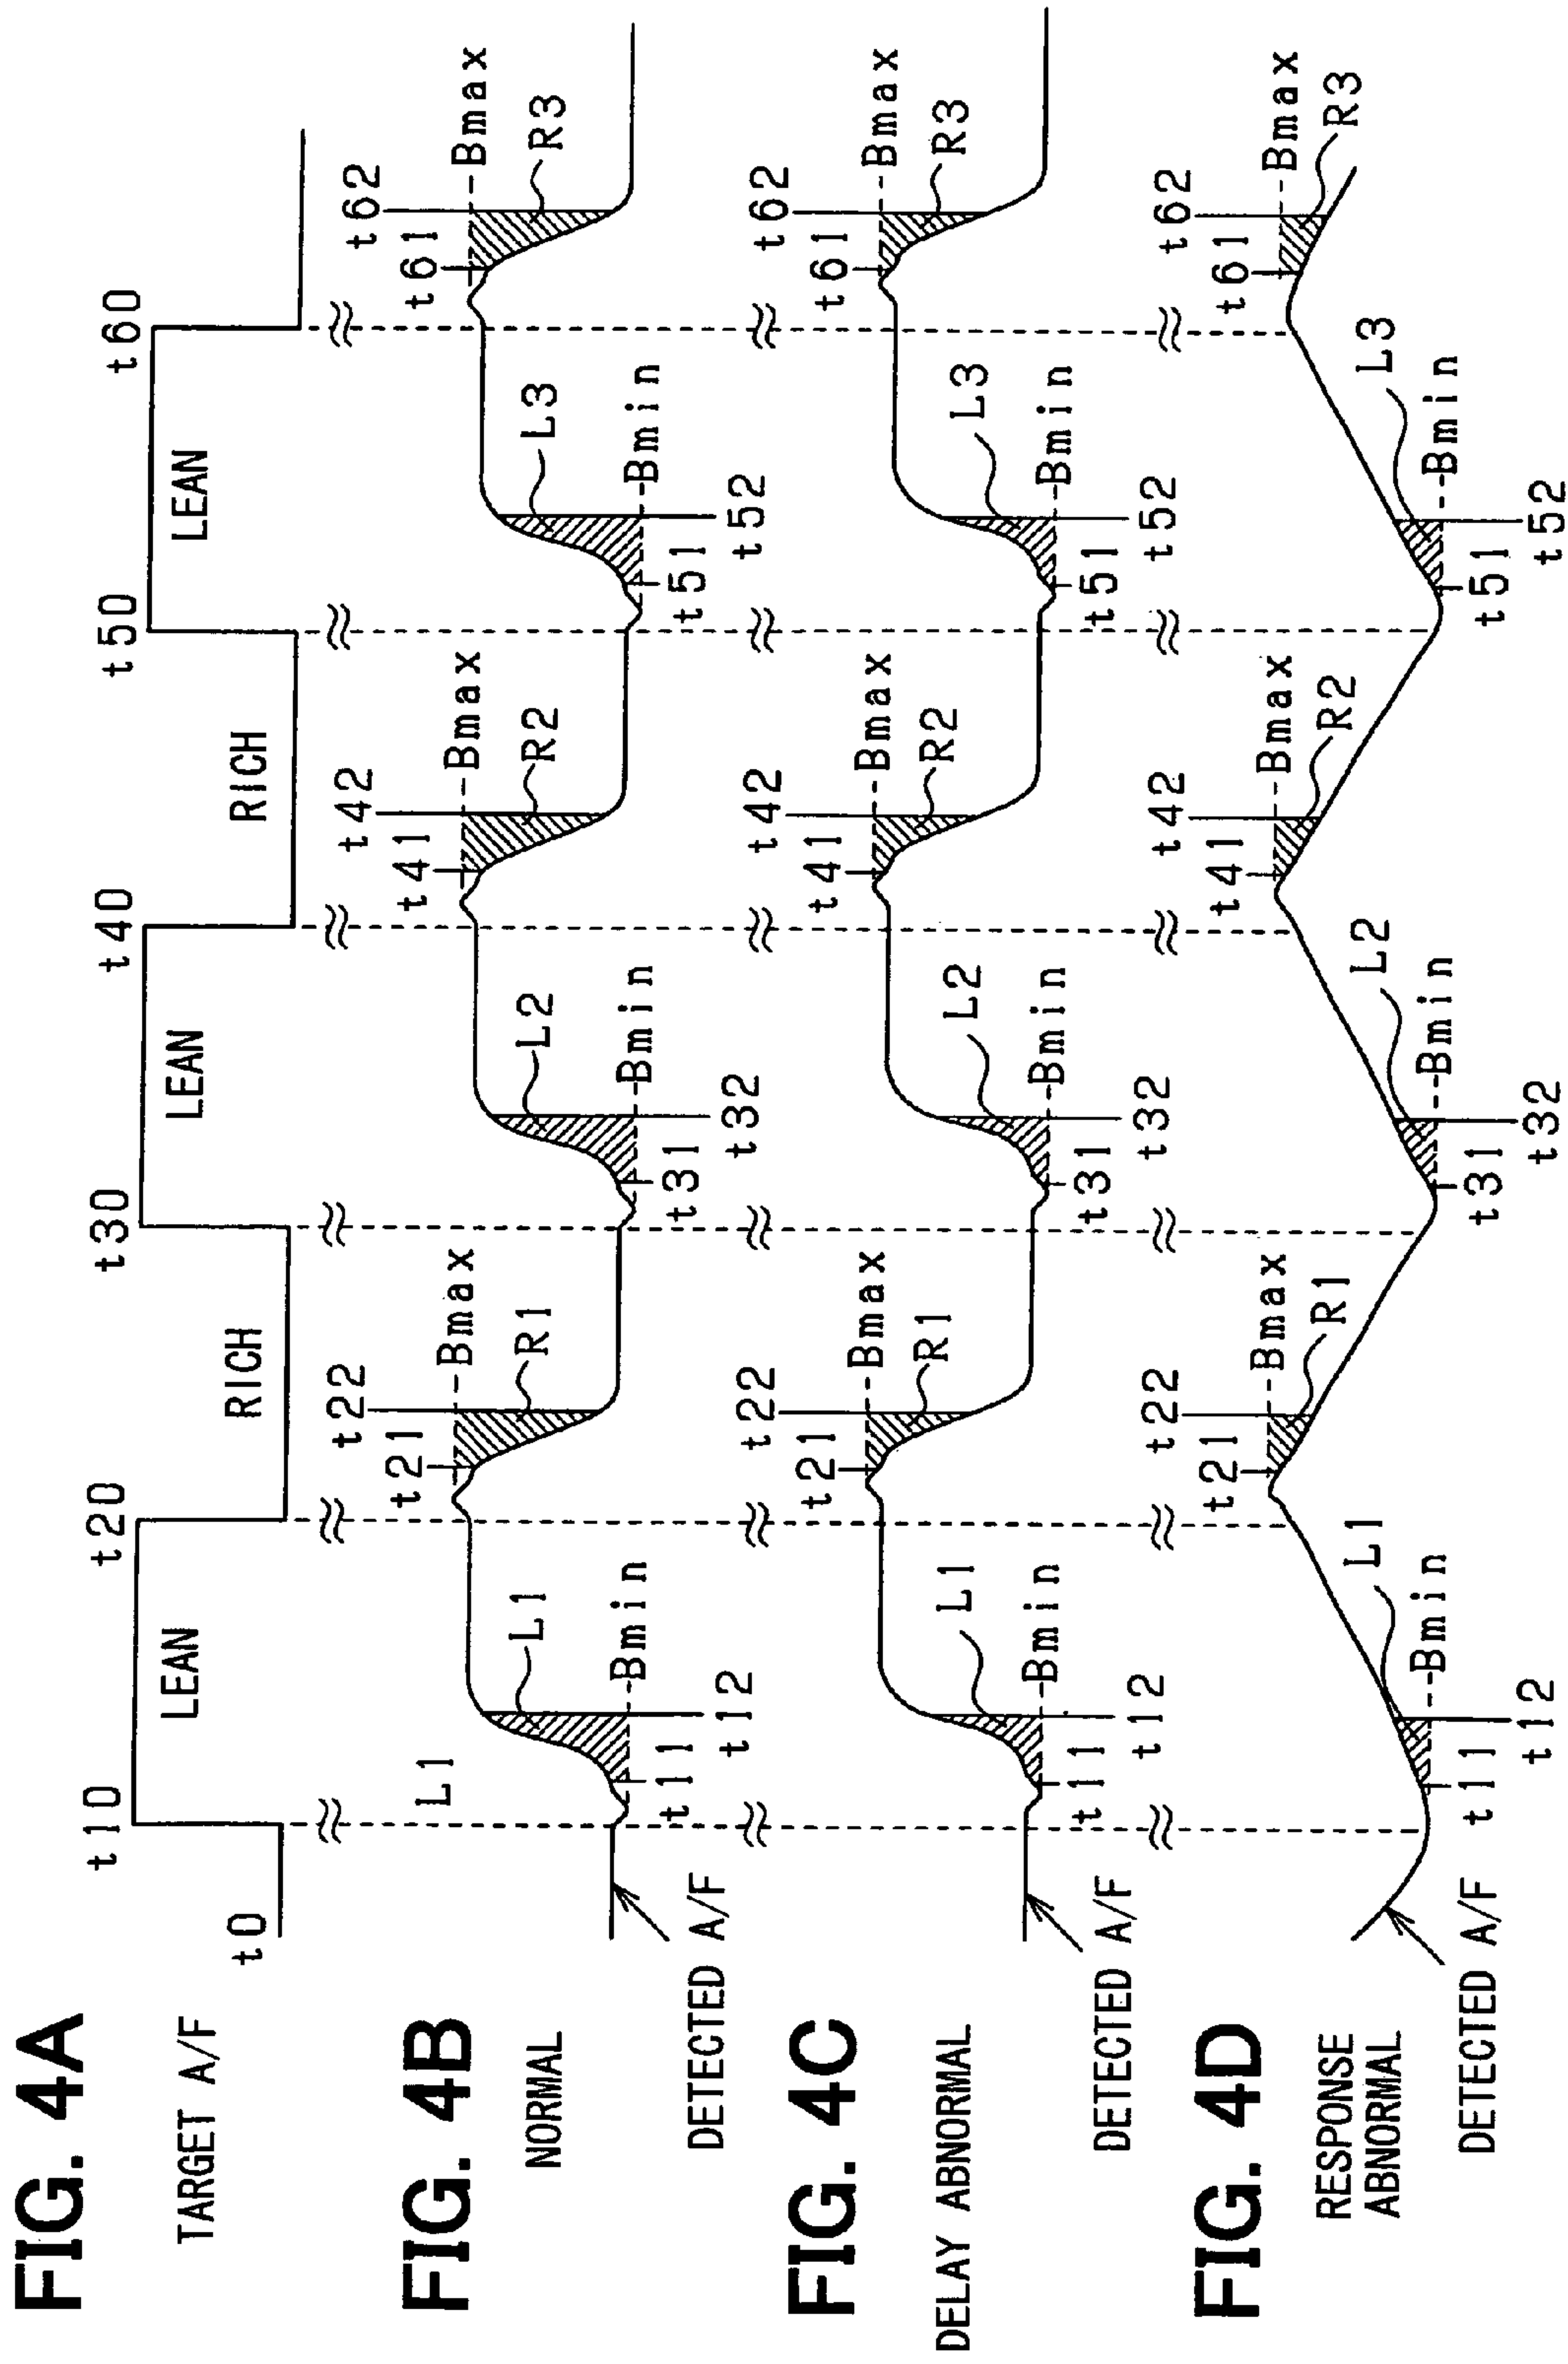 FIG. 4A
TARGET A/F
t0
t10
LEAN
t20
RICH
t30
LEAN
t40
RICH
t50
LEAN
t60
FIG. 4B
NORMAL
DETECTED A/F
L1
L1
Bmin
t11
t12
t21
t22
Bmax
R1
L2
Bmin
t31
t32
t41
t42
Bmax
R2
L3
Bmin
t51
t52
t61
t62
Bmax
R3
FIG. 4C
DELAY ABNORMAL
DETECTED A/F
L1
Bmin
t11
t12
t21
t22
Bmax
R1
L2
Bmin
t31
t32
t41
t42
Bmax
R2
L3
Bmin
t51
t52
t61
t62
Bmax
R3
FIG. 4D
RESPONSE
ABNORMAL
DETECTED A/F
L1
Bmin
t11
t12
t21
t22
Bmax
R1
L2
Bmin
t31
t32
t41
t42
Bmax
R2
L3
Bmin
t51
t52
t61
t62
Bmax
R3